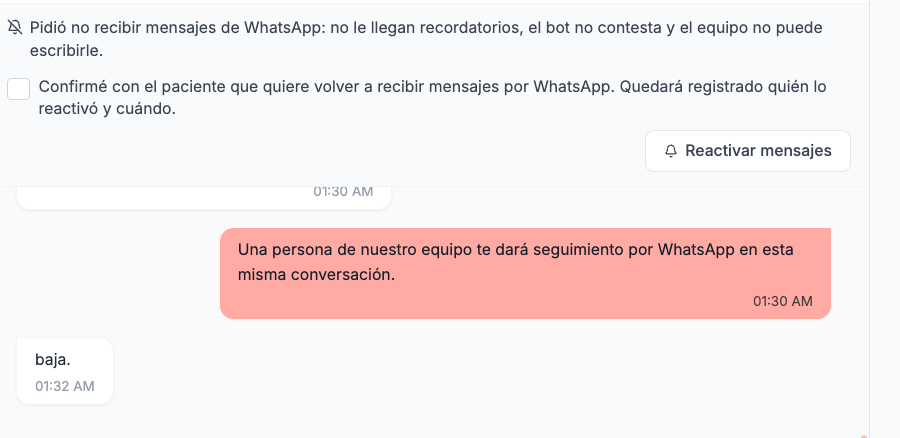 Pidió no recibir mensajes de WhatsApp: no le llegan recordatorios, el bot no contesta y el equipo no puede
escribirle.
Confirmé con el paciente que quiere volver a recibir mensajes por WhatsApp. Quedará registrado quién lo
reactivó y cuándo.
Reactivar mensajes
01:30 AM
Una persona de nuestro equipo te dará seguimiento por WhatsApp en esta
misma conversación.
01:30 AM
baja.
01:32 AM